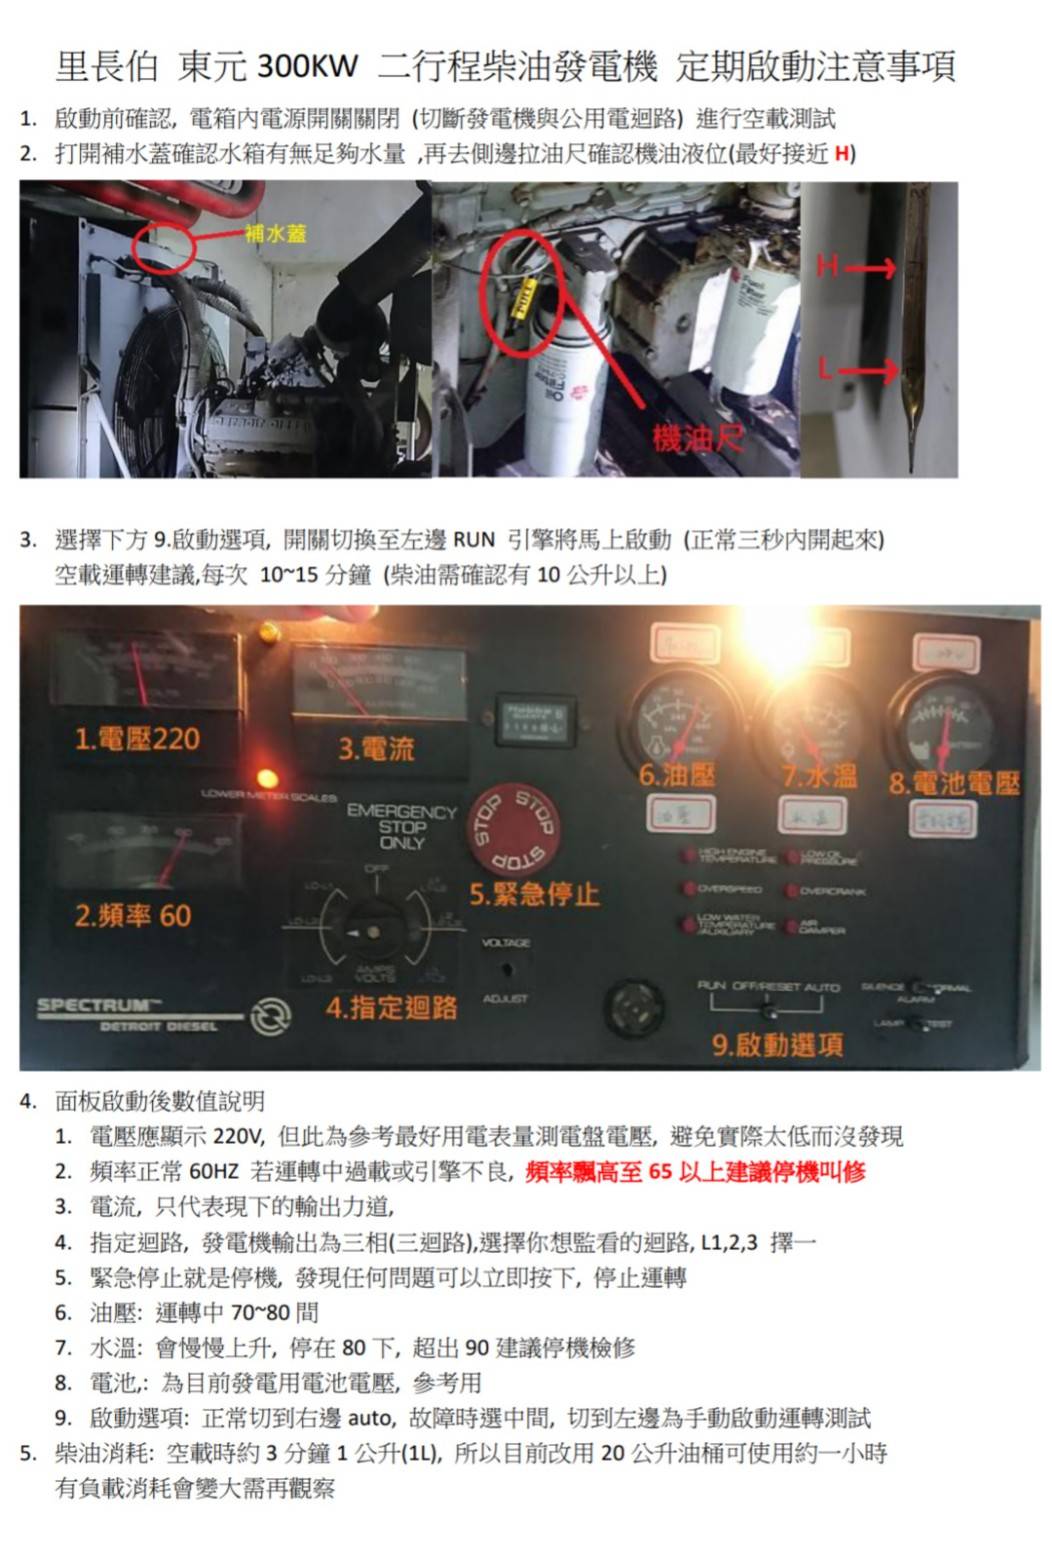 里長伯 東元 300KW 二行程柴油發電機 定期啟動注意事項
1. 啟動前確認, 電箱內電源開關關閉 (切斷發電機與公用電迴路) 進行空載測試
2. 打開補水蓋確認水箱有無足夠水量 ,再去側邊拉油尺確認機油液位(最好接近 H)
補水蓋
PULL
Oil
Filter
Fuel
Filter
機油尺
H
L
3. 選擇下方 9.啟動選項, 開關切換至左邊 RUN 引擎將馬上啟動 (正常三秒內開起來)
空載運轉建議,每次 10~15 分鐘 (柴油需確認有 10 公升以上)
1.電壓220
3.電流
6.油壓
7.水溫
8.電池電壓
LOWER METER SCALES
EMERGENCY
STOP
ONLY
STOP STOP STOP STOP
5.緊急停止
油壓
水溫
HIGH ENGINE
TEMPERATURE
LOW OIL
PRESSURE
OVERSPEED
OVERCRANK
LOW WATER
TEMPERATURE
/AUXILIARY
AIR
DAMPER
2.頻率 60
OFF
AMPS
VOLTS
VOLTAGE
ADJUST
4.指定迴路
SPECTRUM™
DETROIT DIESEL
RUN OFF/RESET AUTO
SILENCE NORMAL
ALARM
LAMP TEST
9.啟動選項
4. 面板啟動後數值說明
1. 電壓應顯示 220V, 但此為參考最好用電表量測電盤電壓, 避免實際太低而沒發現
2. 頻率正常 60HZ 若運轉中過載或引擎不良, 頻率飄高至 65 以上建議停機叫修
3. 電流, 只代表現下的輸出力道,
4. 指定迴路, 發電機輸出為三相(三迴路),選擇你想監看的迴路, L1,2,3 擇一
5. 緊急停止就是停機, 發現任何問題可以立即按下, 停止運轉
6. 油壓: 運轉中 70~80 間
7. 水溫: 會慢慢上升, 停在 80 下, 超出 90 建議停機檢修
8. 電池,: 為目前發電用電池電壓, 參考用
9. 啟動選項: 正常切到右邊 auto, 故障時選中間, 切到左邊為手動啟動運轉測試
5. 柴油消耗: 空載時約 3 分鐘 1 公升(1L), 所以目前改用 20 公升油桶可使用約一小時
有負載消耗會變大需再觀察